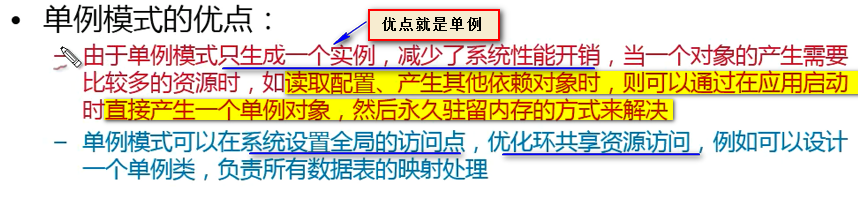 • 单例模式的优点：
优点就是单例
– 由于单例模式只生成一个实例，减少了系统性能开销，当一个对象的产生需要
比较多的资源时，如读取配置、产生其他依赖对象时，则可以通过在应用启动
时直接产生一个单例对象，然后永久驻留内存的方式来解决
– 单例模式可以在系统设置全局的访问点，优化环共享资源访问，例如可以设计
一个单例类，负责所有数据表的映射处理